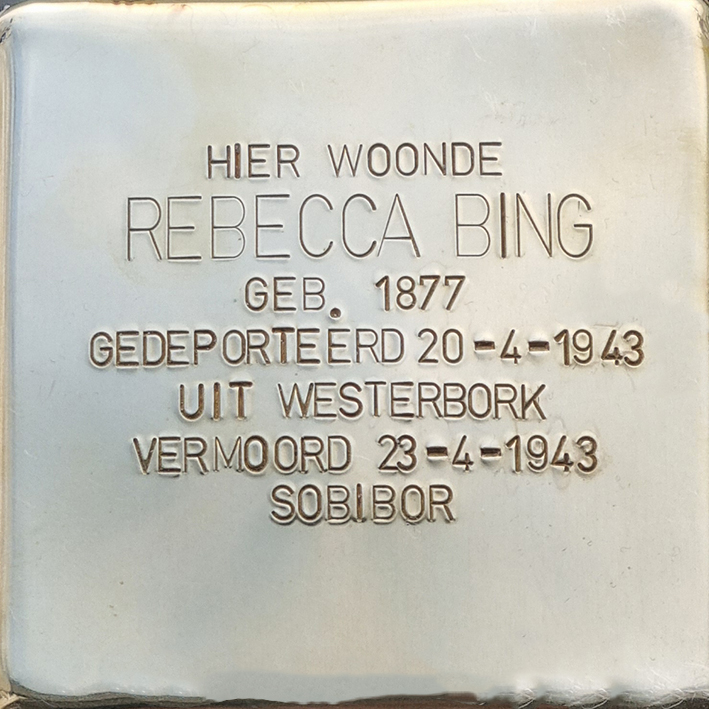 HIER WOONDE
REBECCA BING
GEB. 1877
GEDEPORTEERD 20-4-1943
UIT WESTERBORK
VERMOORD 23-4-1943
SOBIBOR